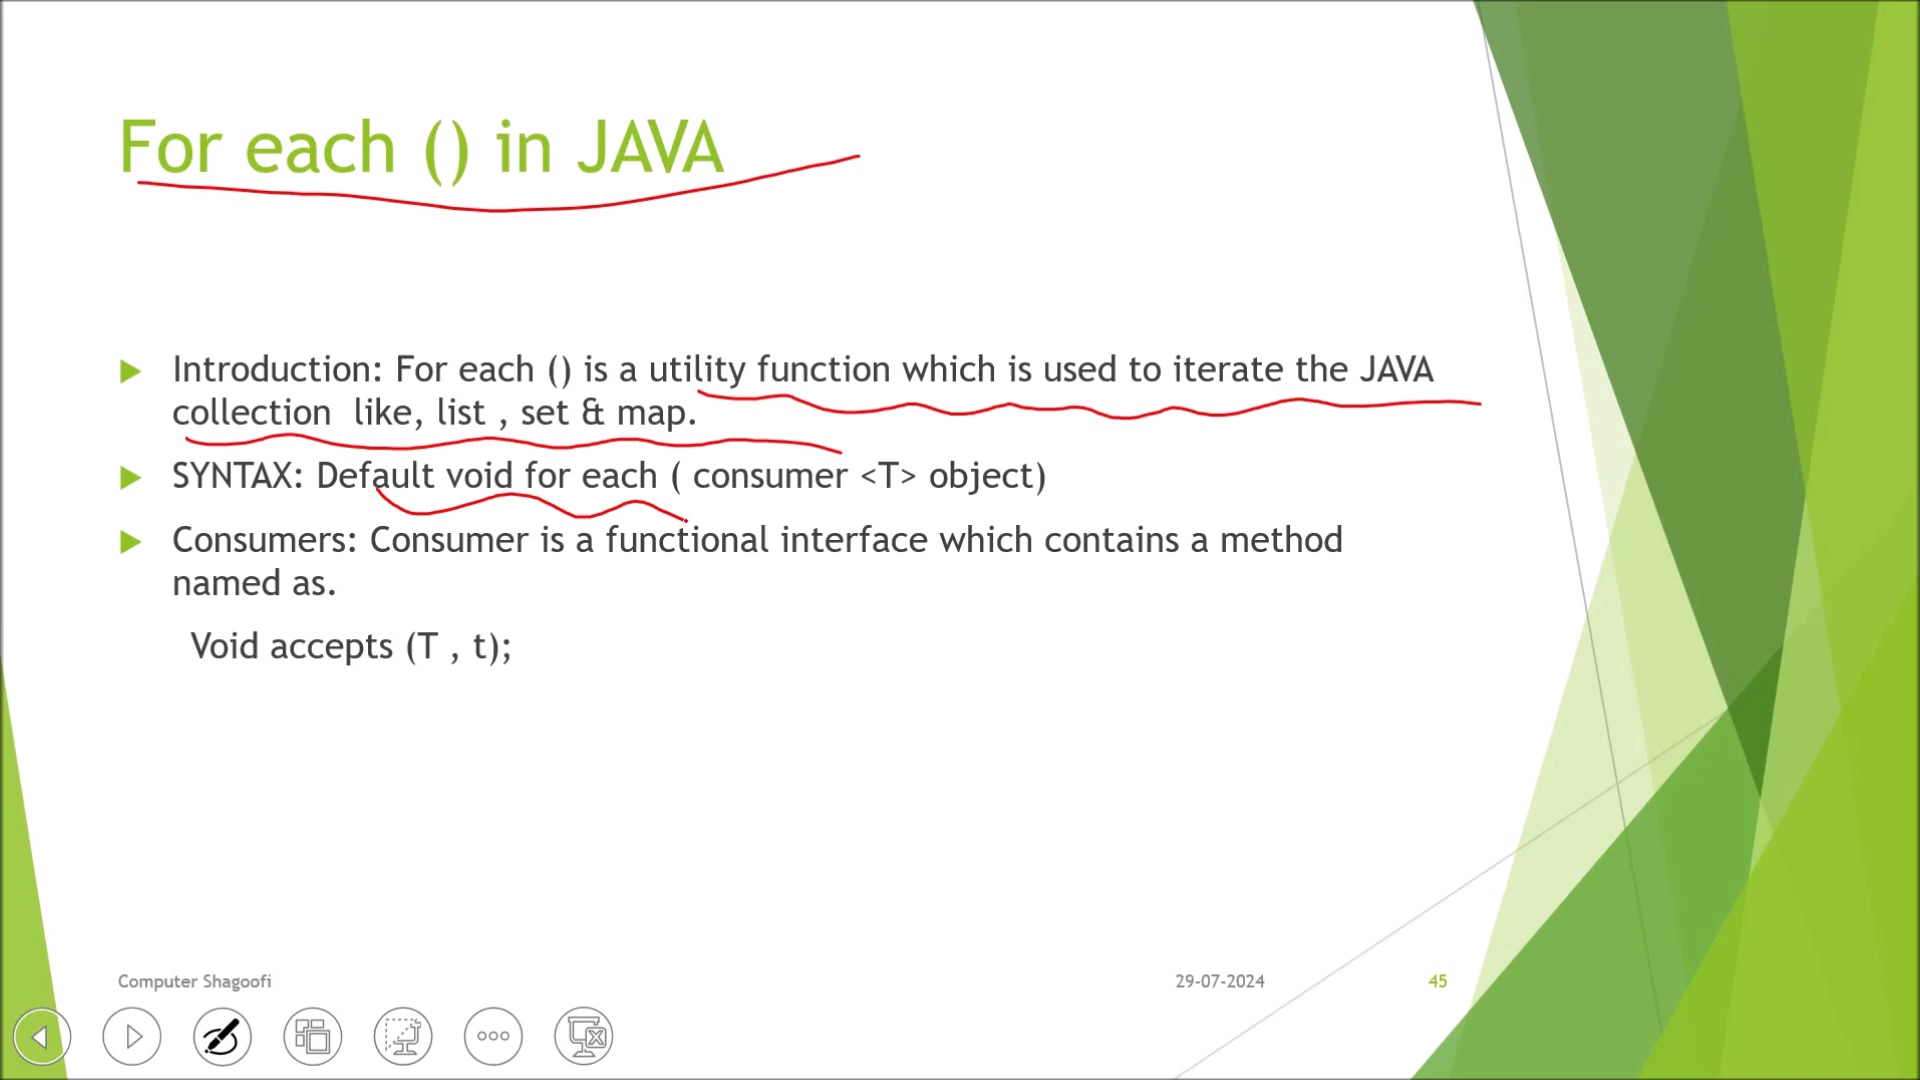 For each () in JAVA
Introduction: For each () is a utility function which is used to iterate the JAVA
collection like, list , set & map.
SYNTAX: Default void for each ( consumer <T> object)
Consumers: Consumer is a functional interface which contains a method
named as.
Void accepts (T , t);
Computer Shagoofi
29-07-2024
45